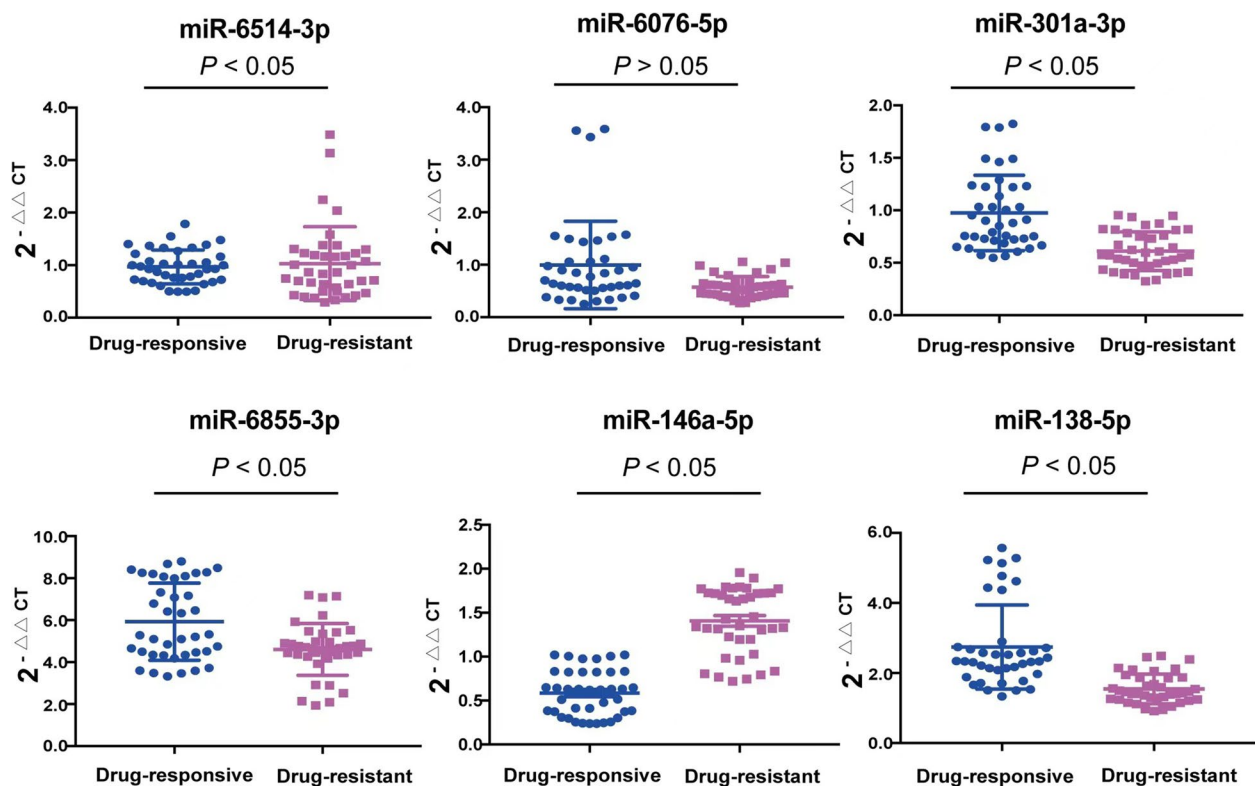 miR-6514-3p
P < 0.05
4.0
3.0
2.0
1.0
0.0
2 - △△ CT
Drug-responsive
Drug-resistant
miR-6076-5p
P > 0.05
4.0
3.0
2.0
1.0
0.0
2 - △△ CT
Drug-responsive
Drug-resistant
miR-301a-3p
P < 0.05
2.0
1.5
1.0
0.5
0.0
2 - △△ CT
Drug-responsive
Drug-resistant
miR-6855-3p
P < 0.05
10.0
8.0
6.0
4.0
2.0
0.0
2 - △△ CT
Drug-responsive
Drug-resistant
miR-146a-5p
P < 0.05
2.5
2.0
1.5
1.0
0.5
0.0
2 - △△ CT
Drug-responsive
Drug-resistant
miR-138-5p
P < 0.05
6.0
4.0
2.0
0.0
2 - △△ CT
Drug-responsive
Drug-resistant